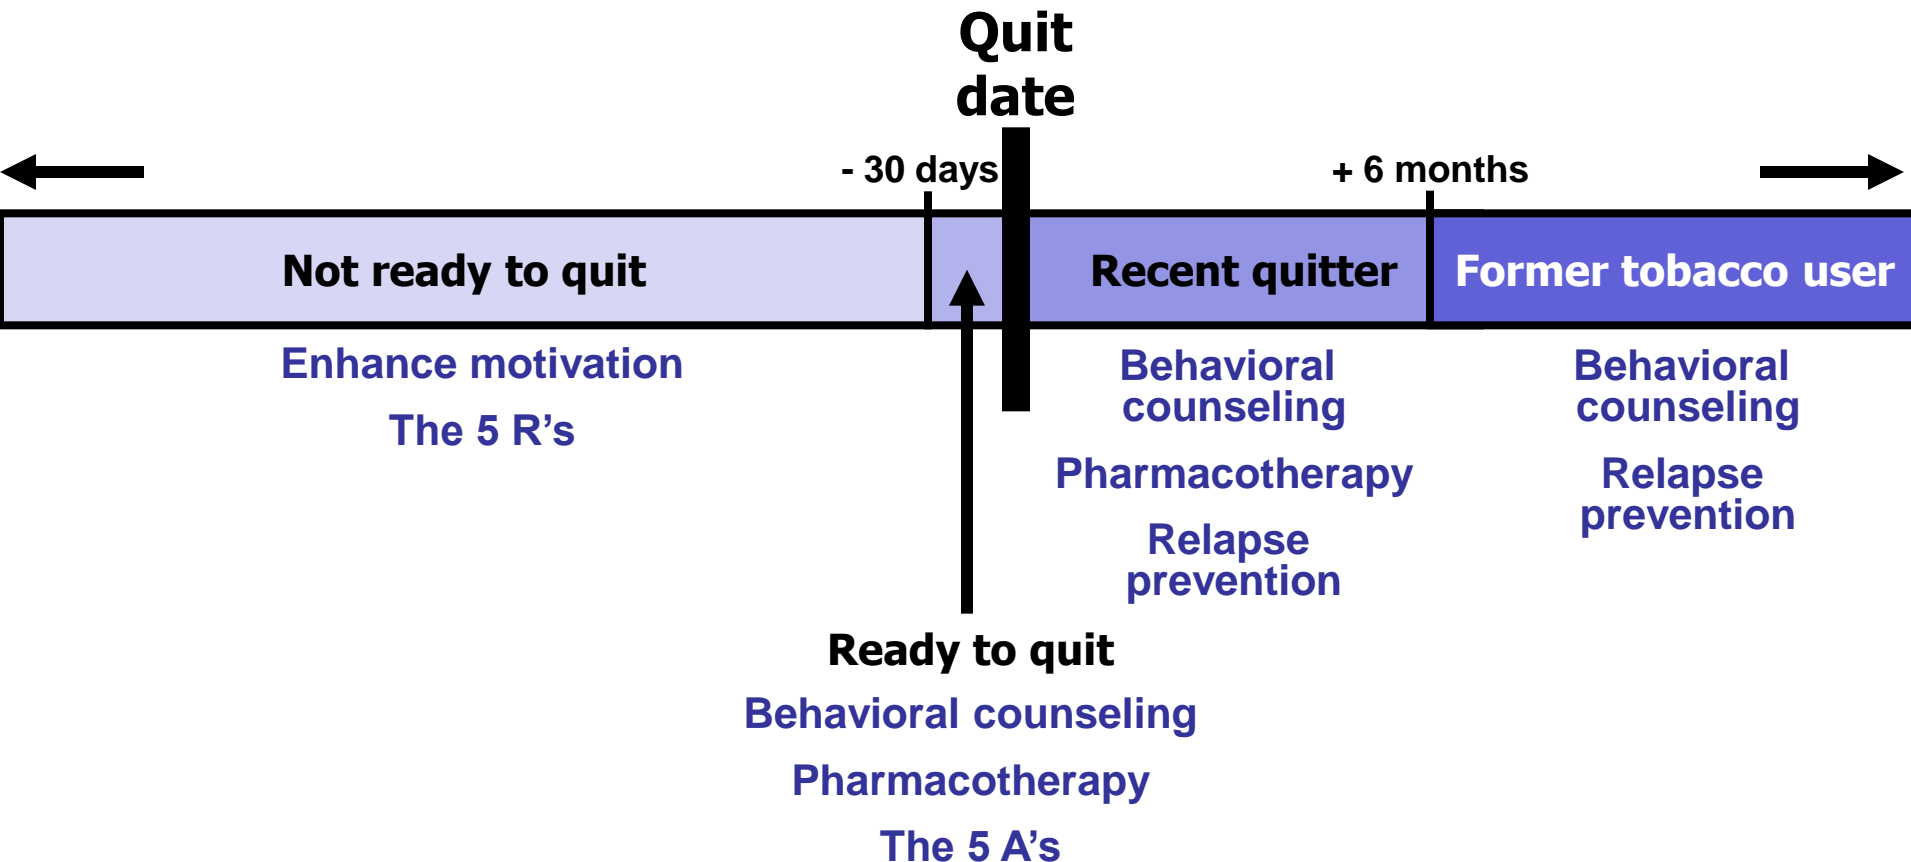 Quit
date
- 30 days
+ 6 months
Not ready to quit
Recent quitter
Former tobacco user
Enhance motivation
The 5 R’s
Behavioral
counseling
Pharmacotherapy
Relapse
prevention
Behavioral
counseling
Relapse
prevention
Ready to quit
Behavioral counseling
Pharmacotherapy
The 5 A’s